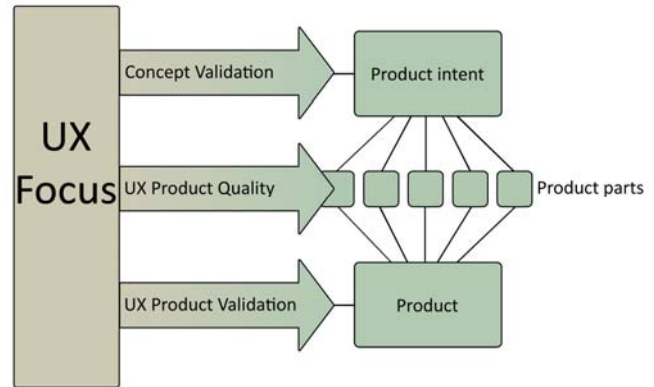 UX
Focus
Concept Validation
Product intent
UX Product Quality
Product parts
UX Product Validation
Product